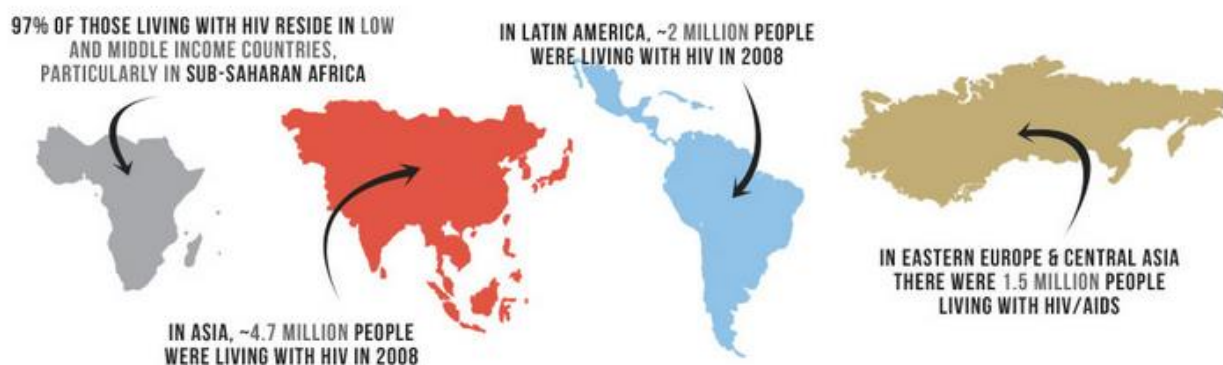 97% OF THOSE LIVING WITH HIV RESIDE IN LOW
AND MIDDLE INCOME COUNTRIES,
PARTICULARLY IN SUB-SAHARAN AFRICA
IN ASIA, ~4.7 MILLION PEOPLE
WERE LIVING WITH HIV IN 2008
IN LATIN AMERICA, ~2 MILLION PEOPLE
WERE LIVING WITH HIV IN 2008
IN EASTERN EUROPE & CENTRAL ASIA
THERE WERE 1.5 MILLION PEOPLE
LIVING WITH HIV/AIDS